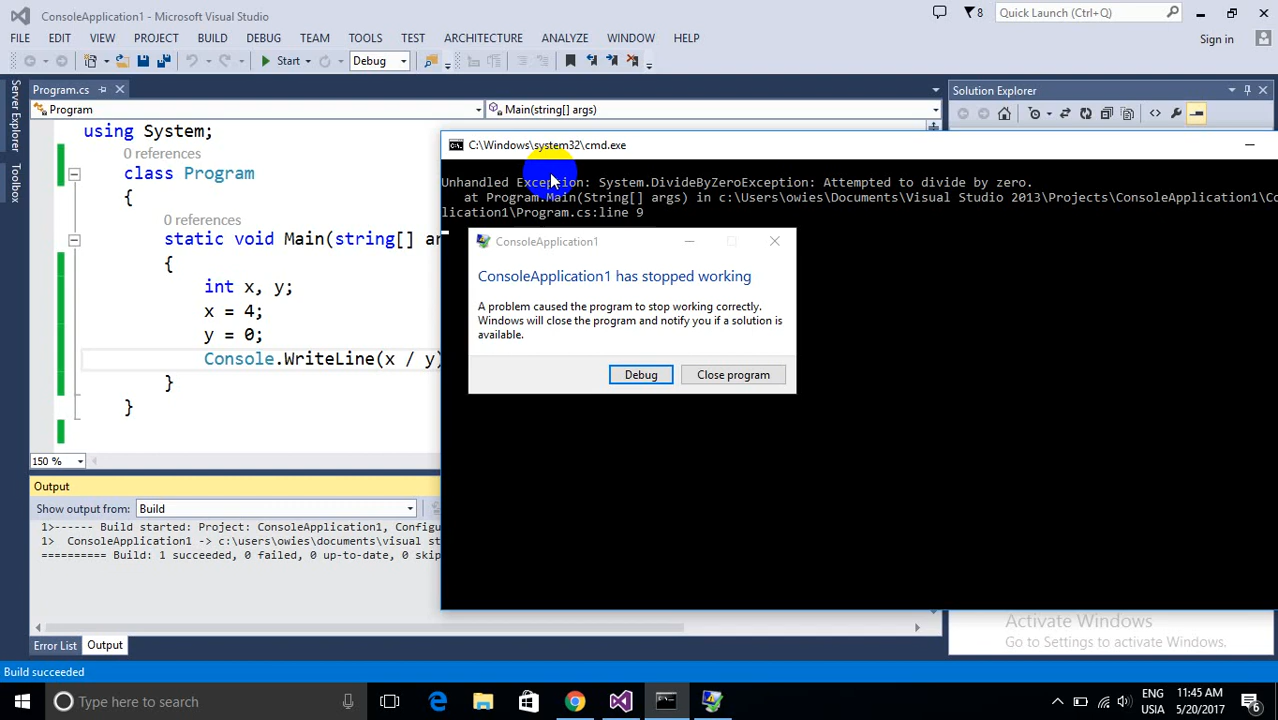 ConsoleApplication1 - Microsoft Visual Studio
8
Quick Launch (Ctrl+Q)
FILE EDIT VIEW PROJECT BUILD DEBUG TEAM TOOLS TEST ARCHITECTURE ANALYZE WINDOW HELP
Sign in
Start
Debug
Server Explorer
Toolbox
Program.cs
Program
Main(string[] args)
using System;
0 references
class Program
{
0 references
static void Main(string[] ar
{
int x, y;
x = 4;
y = 0;
Console.WriteLine(x / y)
}
}
150 %
Solution Explorer
C:\Windows\system32\cmd.exe
Unhandled Exception: System.DivideByZeroException: Attempted to divide by zero.
at Program.Main(String[] args) in c:\Users\owies\Documents\Visual Studio 2013\Projects\ConsoleApplication1\Co
lication1\Program.cs:line 9
ConsoleApplication1
ConsoleApplication1 has stopped working
A problem caused the program to stop working correctly.
Windows will close the program and notify you if a solution is
available.
Debug
Close program
Output
Show output from: Build
1>------ Build started: Project: ConsoleApplication1, Configu
1> ConsoleApplication1 -> c:\users\owies\documents\visual st
========== Build: 1 succeeded, 0 failed, 0 up-to-date, 0 skip
Error List
Output
Activate Windows
Go to Settings to activate Windows.
Build succeeded
Type here to search
ENG
USIA
11:45 AM
5/20/2017
6